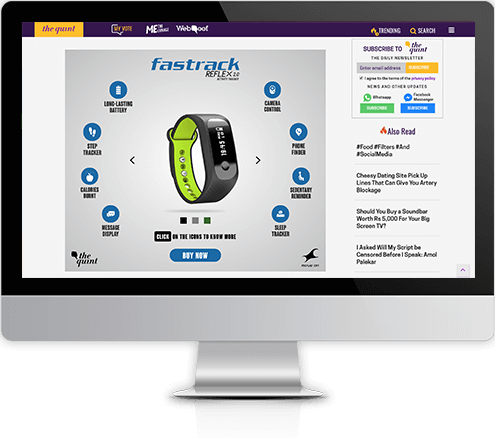 the quint
MY VOTE
ME THE CHANGE
WebQoof
TRENDING
SEARCH
fastrack
REFLEX 2.0
ACTIVITY TRACKER
LONG-LASTING
BATTERY
STEP
TRACKER
CALORIES
BURNT
MESSAGE
DISPLAY
CAMERA
CONTROL
PHONE
FINDER
SEDENTARY
REMINDER
SLEEP
TRACKER
CLICK ON THE ICONS TO KNOW MORE
BUY NOW
the
quint
SUBSCRIBE TO the quint
THE DAILY NEWSLETTER
Enter email address SUBSCRIBE
I agree to the terms of the privacy policy
NEWS AND OTHER UPDATES
Whatsapp
SUBSCRIBE
Facebook
Messenger
SUBSCRIBE
Also Read
#Food #Filters #And
#SocialMedia
Cheesy Dating Site Pick Up
Lines That Can Give You Artery
Blockage
Should You Buy a Soundbar
Worth Rs 5,000 For Your Big
Screen TV?
I Asked Will My Script be
Censored Before I Speak: Amol
Palekar